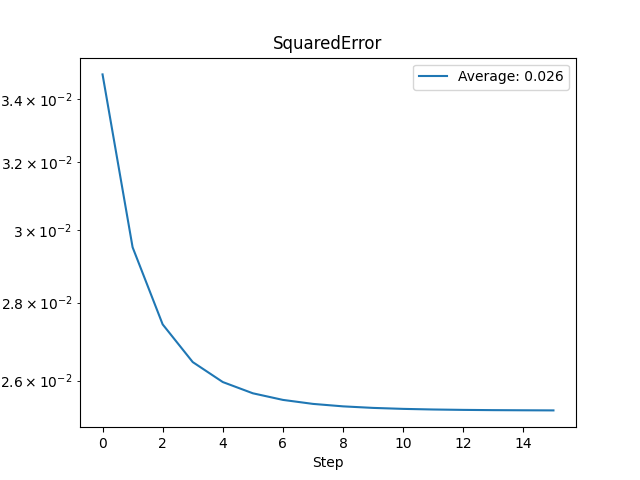 SquaredError
Average: 0.026
3.4 × 10⁻²
3.2 × 10⁻²
3 × 10⁻²
2.8 × 10⁻²
2.6 × 10⁻²
0 2 4 6 8 10 12 14
Step